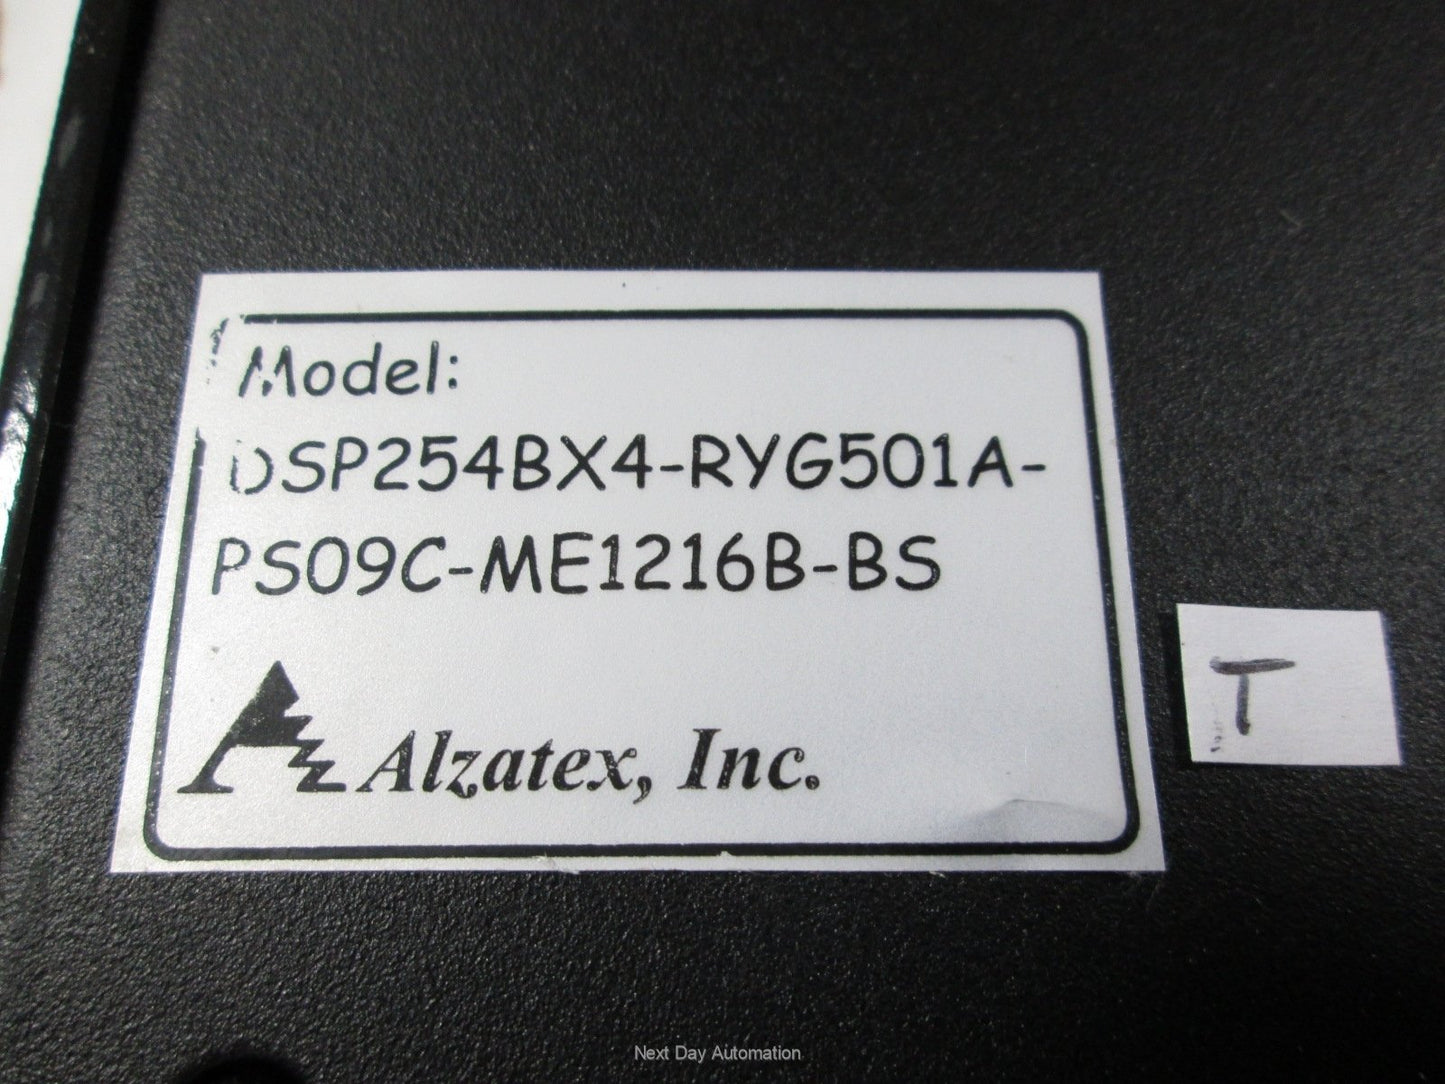 Model:
DSP254BX4-RYG501A-
PS09C-ME1216B-BS
Alzatex, Inc.
T
Next Day Automation